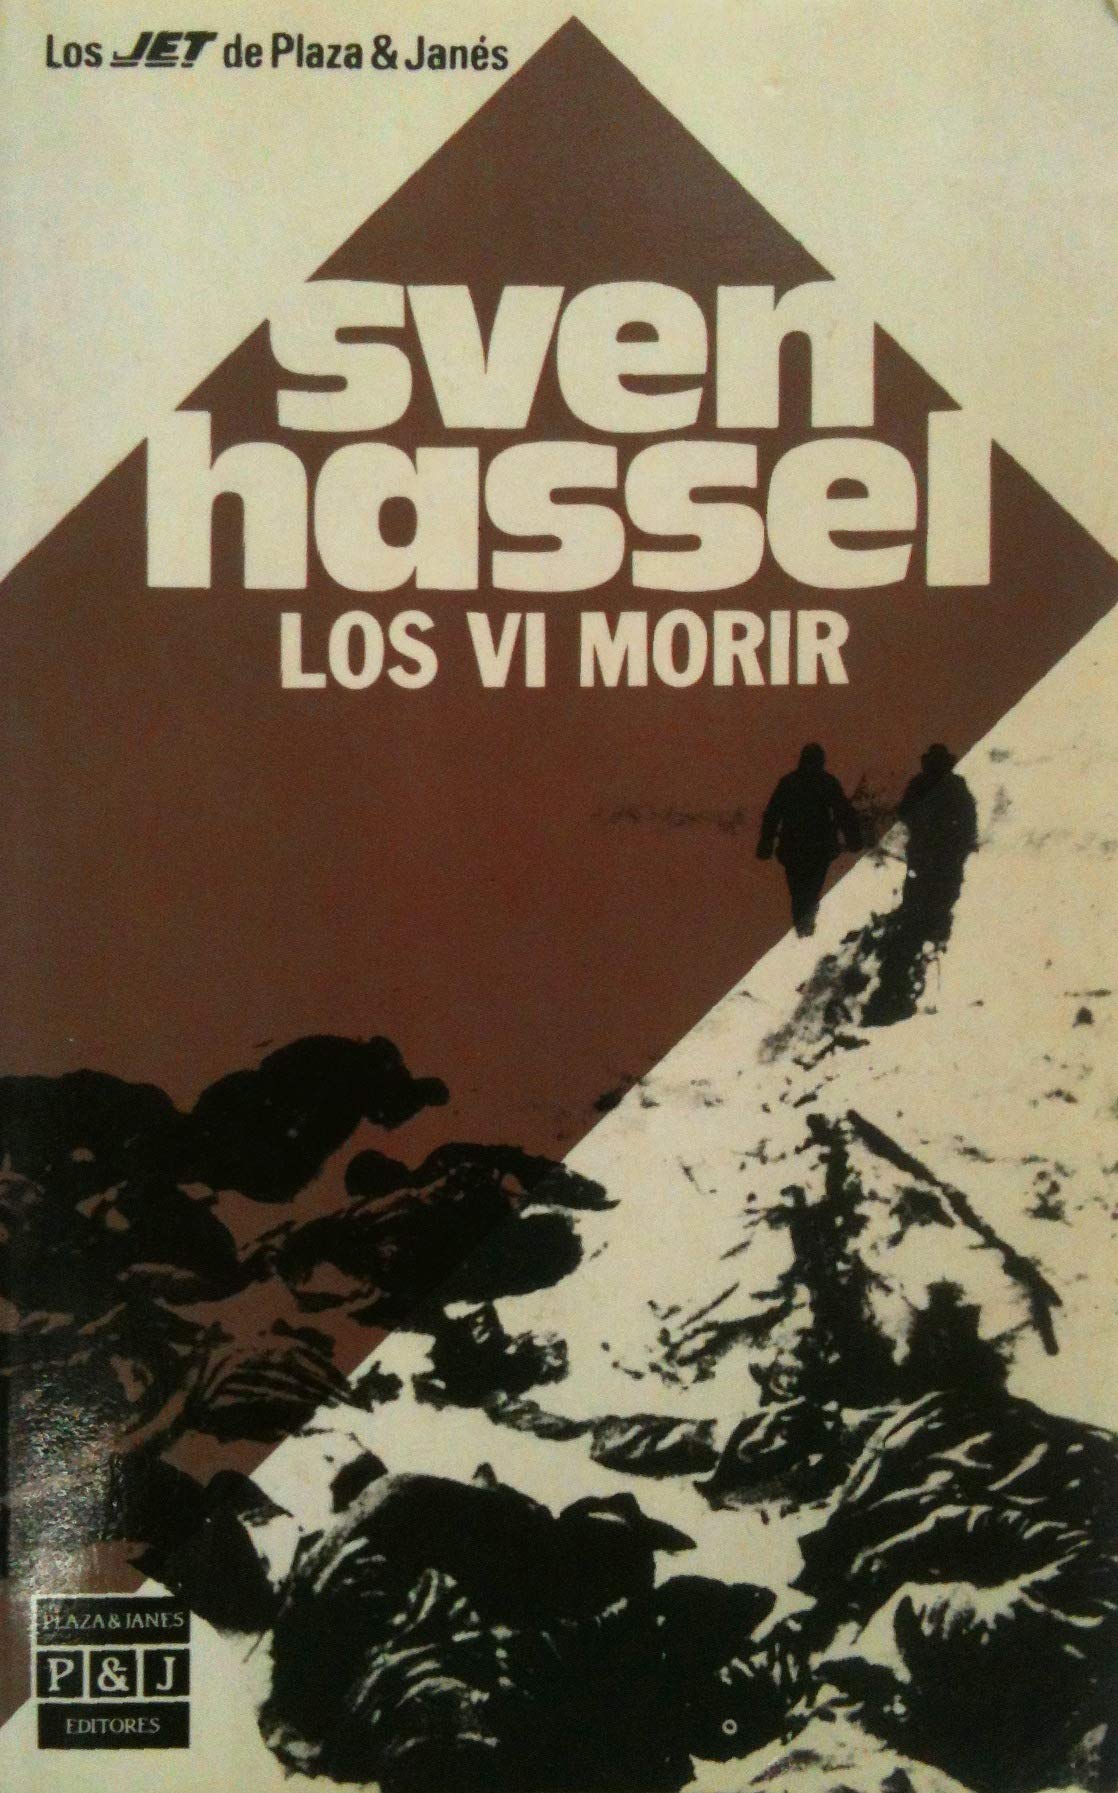 Los JET de Plaza & Janés
sven
hassel
LOS VI MORIR
PLAZA & JANES
P & J
EDITORES